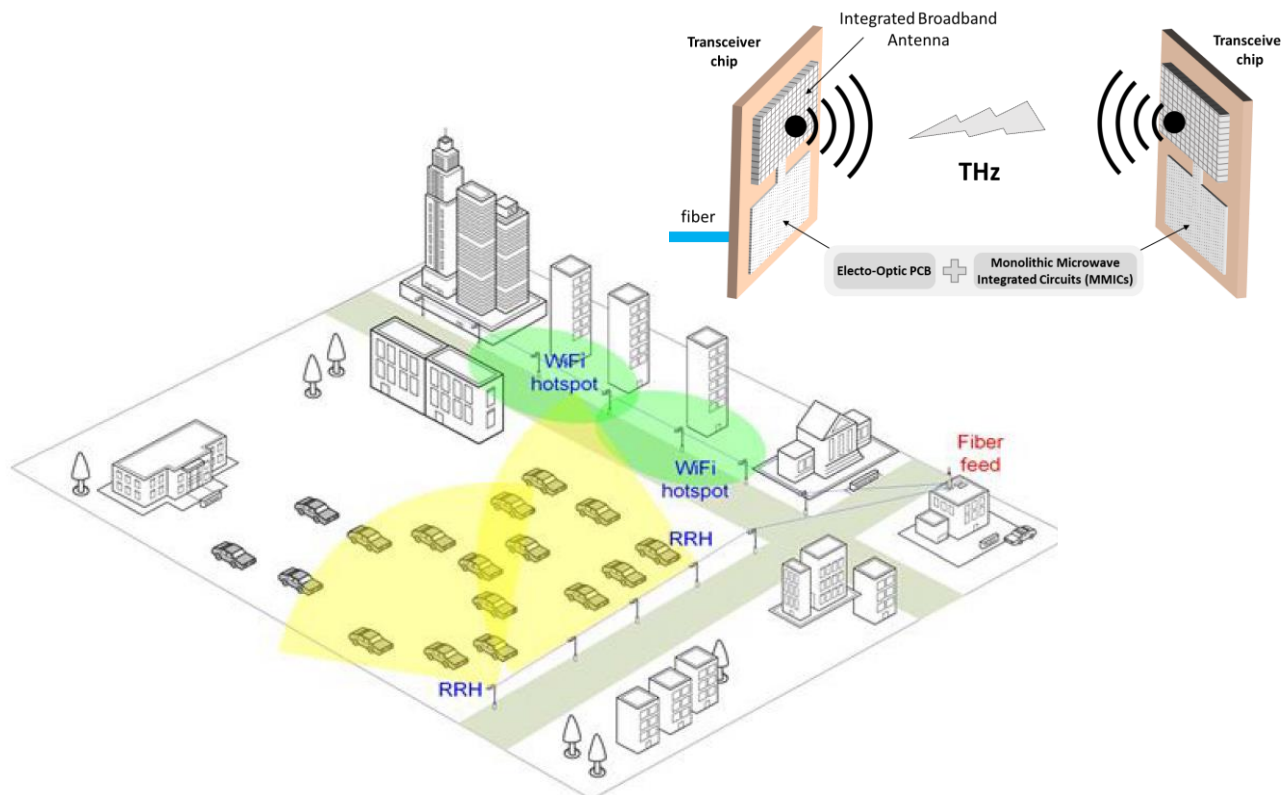 Integrated Broadband
Antenna
Transceiver
chip
Transceive
chip
THz
fiber
Electo-Optic PCB
Monolithic Microwave
Integrated Circuits (MMICs)
WiFi
hotspot
WiFi
hotspot
Fiber
feed
RRH
RRH